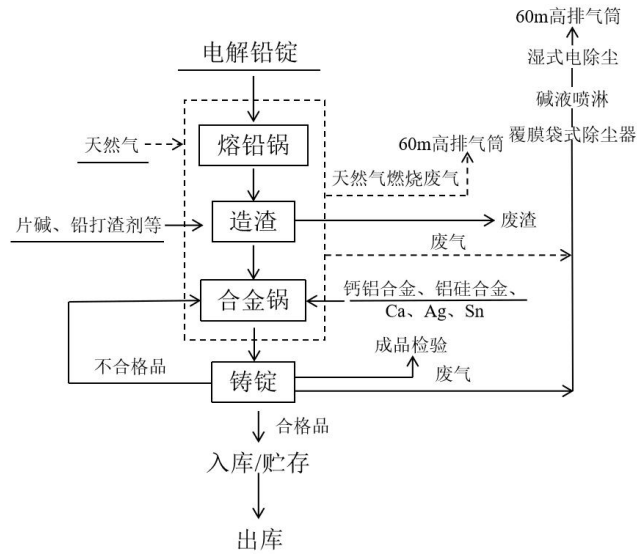 60m高排气筒
湿式电除尘
碱液喷淋
覆膜袋式除尘器
电解铅锭
天然气
熔铅锅
60m高排气筒
天然气燃烧废气
片碱、铅打渣剂等
造渣
废渣
废气
合金锅
钙铝合金、铝硅合金、
Ca、Ag、Sn
不合格品
铸锭
成品检验
废气
合格品
入库/贮存
出库